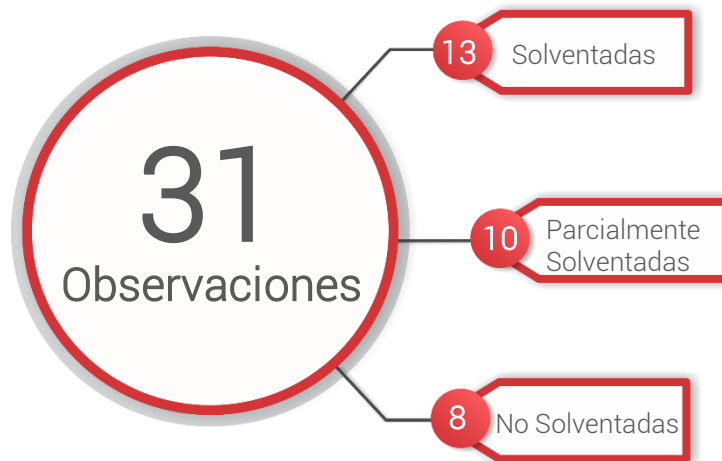 31
Observaciones
13
Solventadas
10
Parcialmente
Solventadas
8
No Solventadas